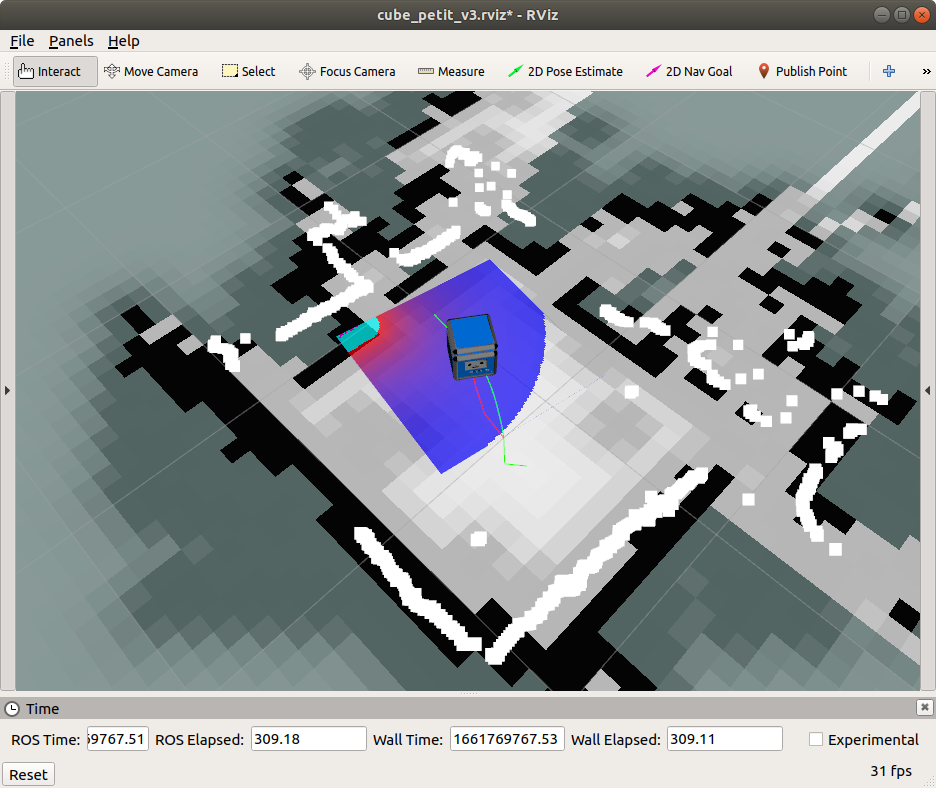 cube_petit_v3.rviz* - RViz
File Panels Help
Interact Move Camera Select Focus Camera Measure 2D Pose Estimate 2D Nav Goal Publish Point »
Time
ROS Time: 69767.51 ROS Elapsed: 309.18 Wall Time: 1661769767.53 Wall Elapsed: 309.11 Experimental
Reset 31 fps